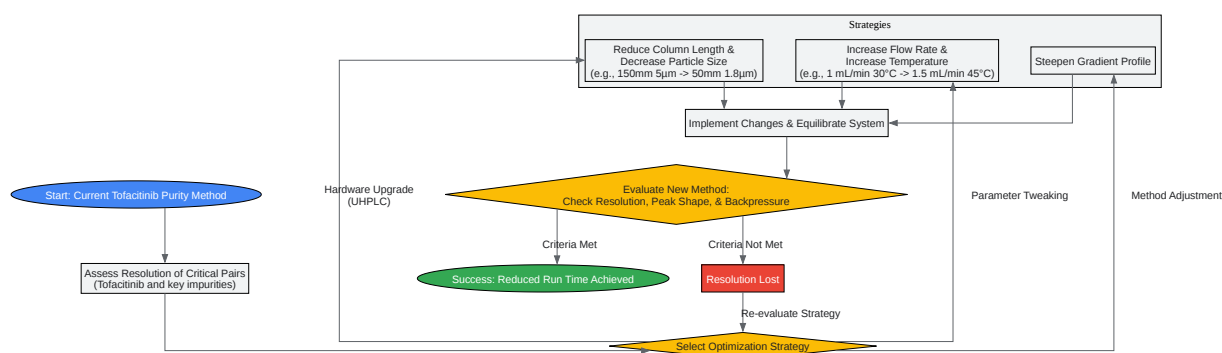 Strategies
Reduce Column Length &
Decrease Particle Size
(e.g., 150mm 5µm -> 50mm 1.8µm)
Increase Flow Rate &
Increase Temperature
(e.g., 1 mL/min 30°C -> 1.5 mL/min 45°C)
Steepen Gradient Profile
Implement Changes & Equilibrate System
Start: Current Tofacitinib Purity Method
Hardware Upgrade
(UHPLC)
Evaluate New Method:
Check Resolution, Peak Shape, & Backpressure
Parameter Tweaking
Method Adjustment
Criteria Met
Criteria Not Met
Assess Resolution of Critical Pairs
(Tofacitinib and key impurities)
Success: Reduced Run Time Achieved
Resolution Lost
Re-evaluate Strategy
Select Optimization Strategy